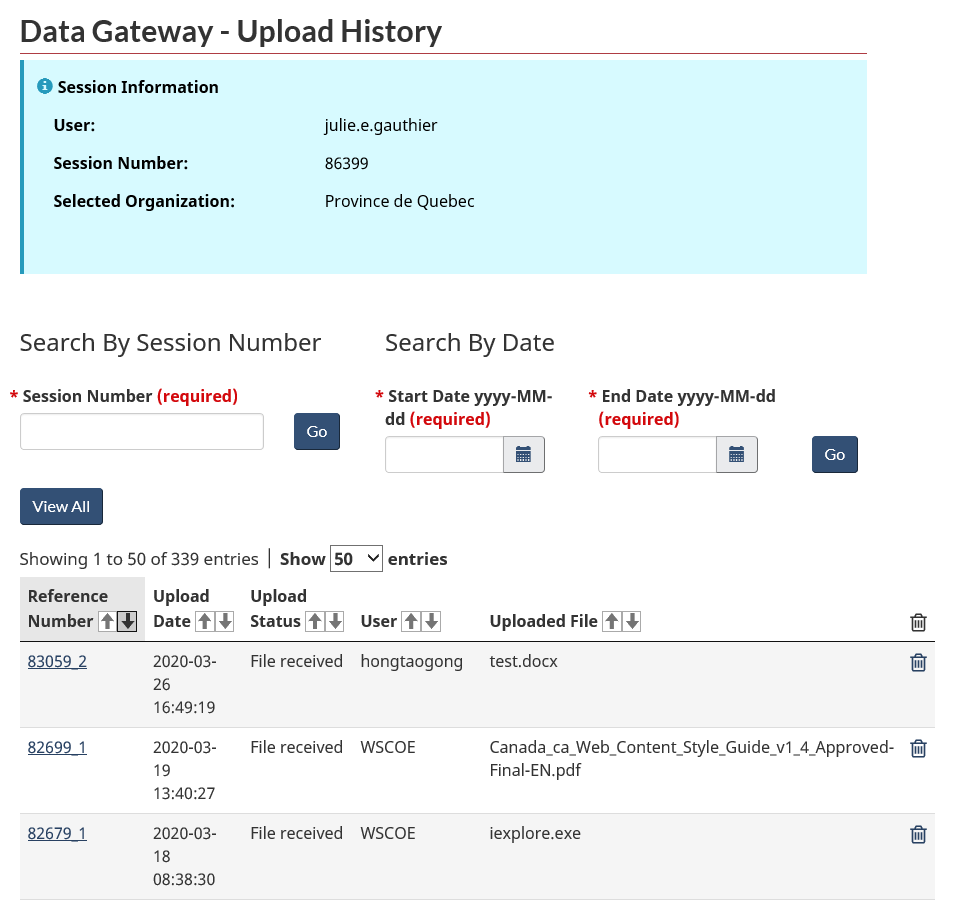 Data Gateway - Upload History
Session Information
User: julie.e.gauthier
Session Number: 86399
Selected Organization: Province de Quebec
Search By Session Number
* Session Number (required)
Go
Search By Date
* Start Date yyyy-MM-
dd (required)
* End Date yyyy-MM-dd
(required)
Go
View All
Showing 1 to 50 of 339 entries | Show 50 entries
Reference
Number
Upload
Date
Upload
Status
User
Uploaded File
83059_2
2020-03-
26
16:49:19
File received
hongtaogong
test.docx
82699_1
2020-03-
19
13:40:27
File received
WSCOE
Canada_ca_Web_Content_Style_Guide_v1_4_Approved-
Final-EN.pdf
82679_1
2020-03-
18
08:38:30
File received
WSCOE
iexplore.exe